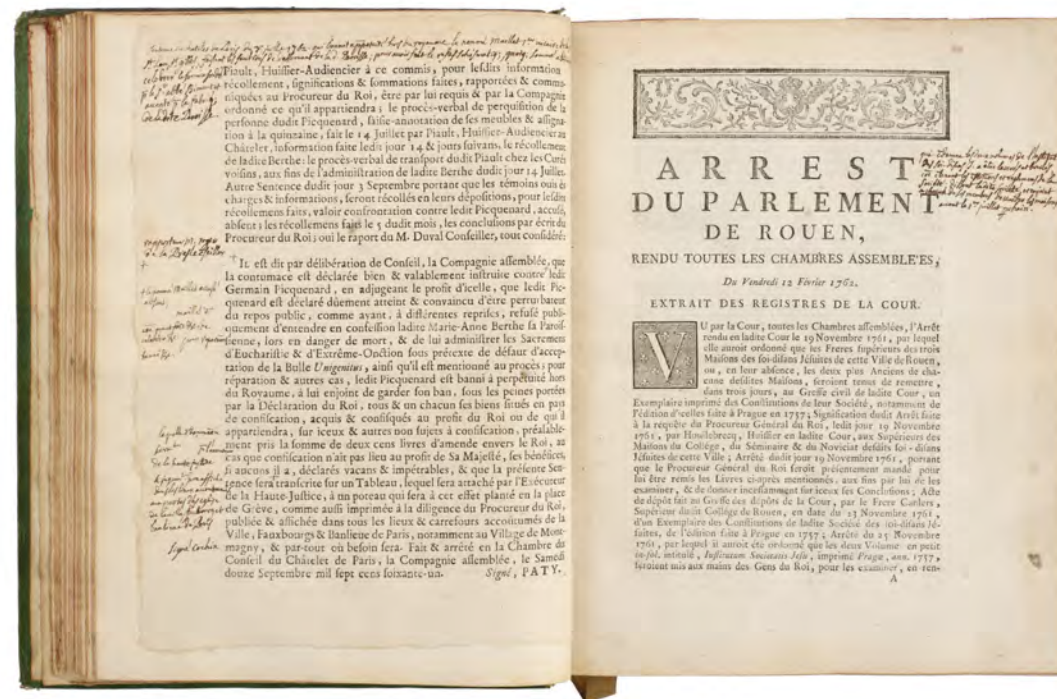 Piault, Huissier-Audiencier à ce commis, pour lesdits information
récollement, significations & sommations faites, rapportées & commu-
niquées au Procureur du Roi, être par lui requis & par la Compagnie
ordonné ce qu'il appartiendra ; le procès-verbal de perquisition de la
personne dudit Picquenard, saisie-annotation de ses meubles & assigna-
tion à la quinzaine, fait le 14 Juillet par Piault, Huissier-Audiencier au
Châtelet, information faite ledit jour 14 & jours suivans, le récollement
de ladite Berthe : le procès-verbal de transport dudit Piault chez les Curés
voisins, aux fins de l'administration de ladite Berthe dudit jour 14 Juillet.
Autre Sentence dudit jour 3 Septembre portant que les témoins ouis ès
charges & informations, seront récollés en leurs dépositions, pour lesdits
récollemens faits, valoir confrontation contre ledit Picquenard, accusé,
absent ; les récollemens faits le 5 dudit mois, les conclusions par écrit du
Procureur du Roi ; oui le raport du M. Duval Conseiller, tout considéré :
IL est dit par délibération de Conseil, la Compagnie assemblée, que
la contumace est déclarée bien & valablement instruite contre ledit
Germain Picquenard, en adjugeant le profit d'icelle, que ledit Pic-
quenard est déclaré dûement atteint & convaincu d'être perturbateur
du repos public, comme ayant, à différentes reprises, refusé publi-
quement d'entendre en confession ladite Marie-Anne Berthe sa Parois-
sienne, lors en danger de mort, & de lui administrer les Sacremens
d'Eucharistie & d'Extrême-Onction sous prétexte de défaut d'accep-
tation de la Bulle Unigenitus, ainsi qu'il est mentionné au procès ; pour
réparation & autres cas, ledit Picquenard est banni à perpétuité hors
du Royaume, à lui enjoint de garder son ban, sous les peines portées
par la Déclaration du Roi, tous & un chacun ses biens situés en pays
de confiscation, acquis & confisqués au profit du Roi ou de qui il
appartiendra, sur iceux & autres non sujets à confiscation, préalable-
ment pris la somme de deux cens livres d'amende envers le Roi, au
cas que confiscation n'ait pas lieu au profit de Sa Majesté, ses bénéfices,
si aucuns il a, déclarés vacans & impétrables, & que la présente Sen-
tence sera transcrite sur un Tableau, lequel sera attaché par l'Exécuteur
de la Haute-Justice, à un poteau qui sera à cet effet planté en la place
de Grève, comme aussi imprimée à la diligence du Procureur du Roi,
publiée & affichée dans tous les lieux & carrefours accoutumés de la
Ville, Fauxbourgs & Banlieue de Paris, notamment au Village de Mont-
magny, & par-tout où besoin sera. Fait & arrêté en la Chambre du
Conseil du Châtelet de Paris, la Compagnie assemblée, le Samedi
douze Septembre mil sept cens soixante-un. Signé, PATY.
ARREST
DU PARLEMENT
DE ROUEN,
RENDU TOUTES LES CHAMBRES ASSEMBLE'ES,
Du Vendredi 12 Février 1762.
EXTRAIT DES REGISTRES DE LA COUR.
VU par la Cour, toutes les Chambres assemblées, l'Arrêt
rendu en ladite Cour le 19 Novembre 1761, par lequel
elle auroit ordonné que les Freres supérieurs des trois
Maisons des soi-disans Jésuites de cette Ville de Rouen,
ou, en leur absence, les deux plus Anciens de cha-
cune desdites Maisons, seroient tenus de remettre,
dans trois jours, au Greffe civil de ladite Cour, un
Exemplaire imprimé des Constitutions de leur Société, notamment de
l'édition d'icelles faite à Prague en 1757 ; Signification dudit Arrêt faite
à la requête du Procureur Général du Roi, ledit jour 19 Novembre
1761, par Houllebrecq, Huissier en ladite Cour, aux Supérieurs des
Maisons du Collége, du Séminaire & du Noviciat desdits soi-disans
Jésuites de cette Ville ; Arrêté dudit jour 19 Novembre 1761, portant
que le Procureur Général du Roi seroit présentement mandé pour
lui être remis les Livres ci-après mentionnés, aux fins par lui de les
examiner, & de donner incessamment sur iceux ses Conclusions ; Acte
de dépôt fait au Greffe des dépôts de la Cour, par le Frere Carlers,
Supérieur dudit Collége de Rouen, en date du 23 Novembre 1761,
d'un Exemplaire des Constitutions de ladite Société des soi-disans Jé-
suites, de l'édition faite à Prague en 1757 ; Arrêté du 25 Novembre
1761, par lequel il auroit été ordonné que les deux Volume en petit
in-fol. intitulé, Institutum Societatis Jesu, imprimé Pragæ, ann. 1757,
seroient mis aux mains des Gens du Roi, pour les examiner, en ren-
A